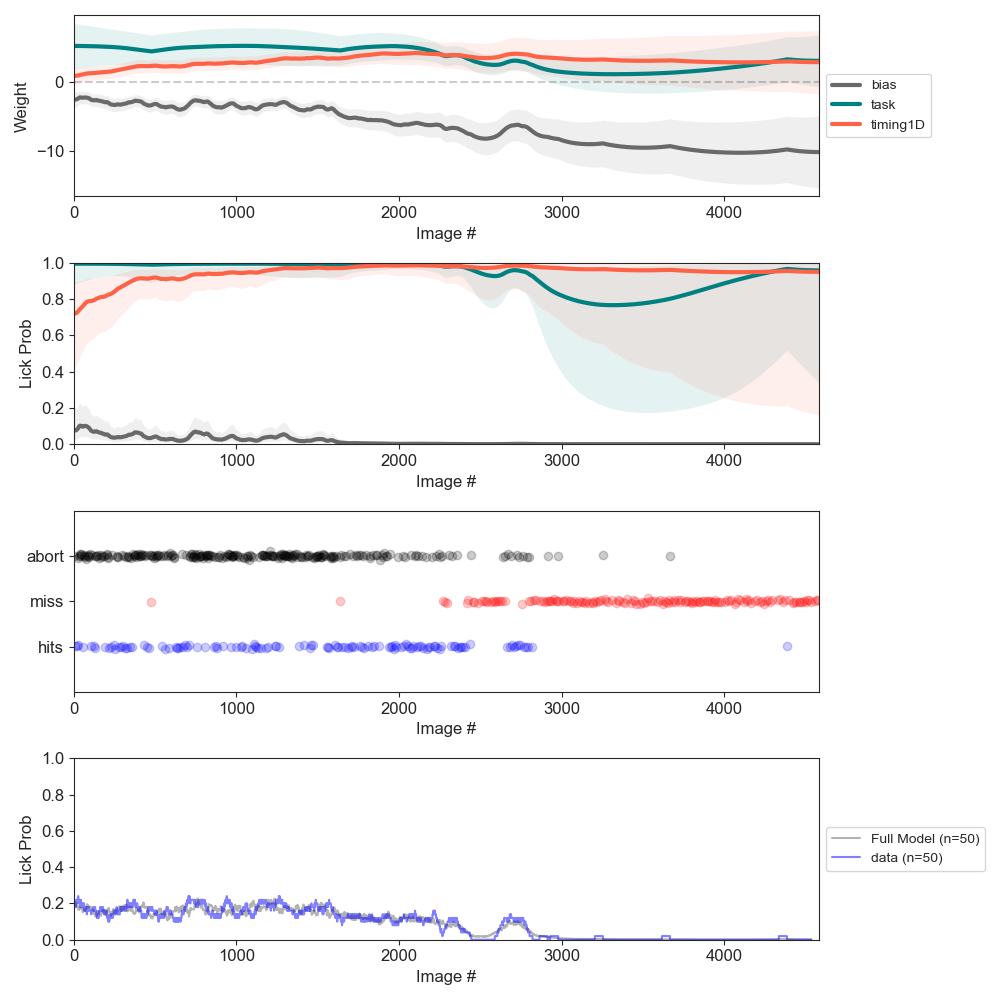 Weight
0
−10
0
1000
2000
3000
4000
Image #
bias
task
timing1D
Lick Prob
1.0
0.8
0.6
0.4
0.2
0.0
0
1000
2000
3000
4000
Image #
abort
miss
hits
0
1000
2000
3000
4000
Image #
Lick Prob
1.0
0.8
0.6
0.4
0.2
0.0
0
1000
2000
3000
4000
Image #
Full Model (n=50)
data (n=50)